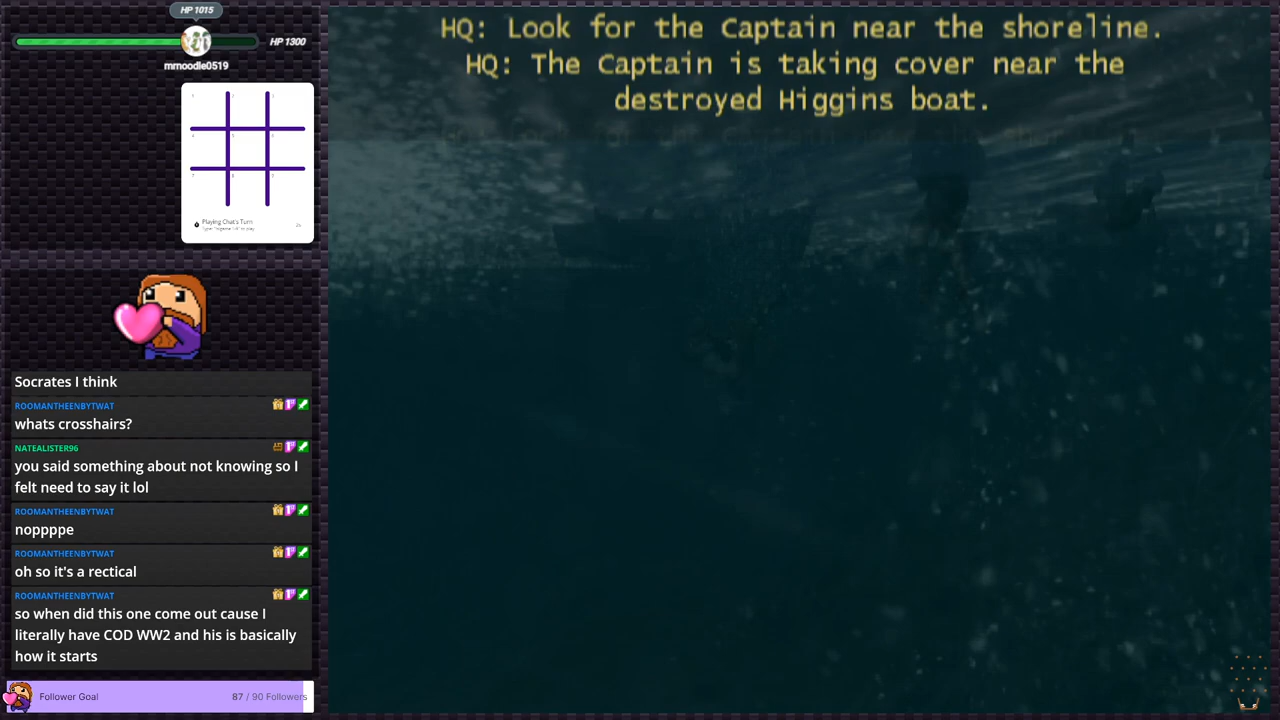 HP 1015
HP 1300
mmoodle0519
HQ: Look for the Captain near the shoreline.
HQ: The Captain is taking cover near the
destroyed Higgins boat.
Playing Chat's Turn
Socrates I think
ROOMANTHEENBYTWAT
whats crosshairs?
NATEALISTER96
you said something about not knowing so I
felt need to say it lol
ROOMANTHEENBYTWAT
noppppe
ROOMANTHEENBYTWAT
oh so it's a rectical
ROOMANTHEENBYTWAT
so when did this one come out cause I
literally have COD WW2 and his is basically
how it starts
Follower Goal
87 / 90 Followers